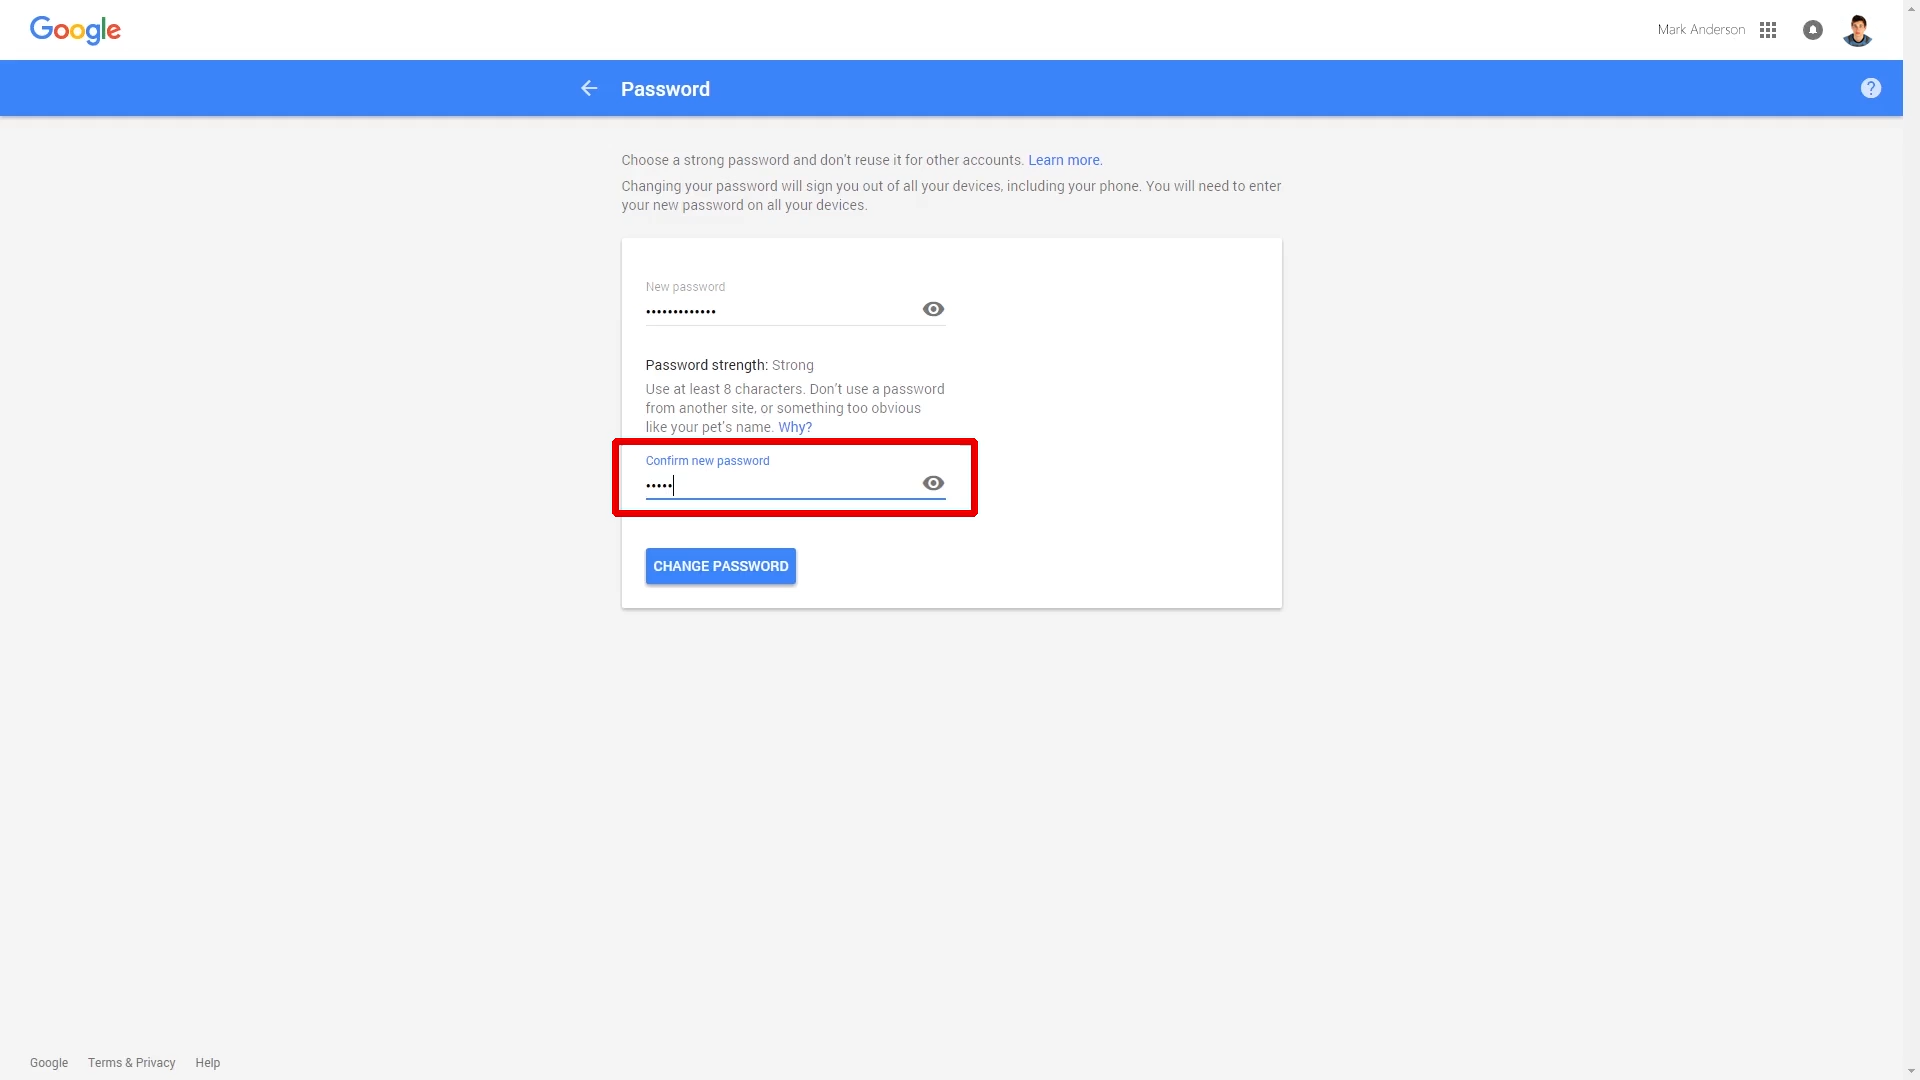 Google
Mark Anderson
Password
?
Choose a strong password and don't reuse it for other accounts. Learn more.
Changing your password will sign you out of all your devices, including your phone. You will need to enter
your new password on all your devices.
New password
•••••••••••••
Password strength: Strong
Use at least 8 characters. Don't use a password
from another site, or something too obvious
like your pet's name. Why?
Confirm new password
•••••
CHANGE PASSWORD
Google Terms & Privacy Help